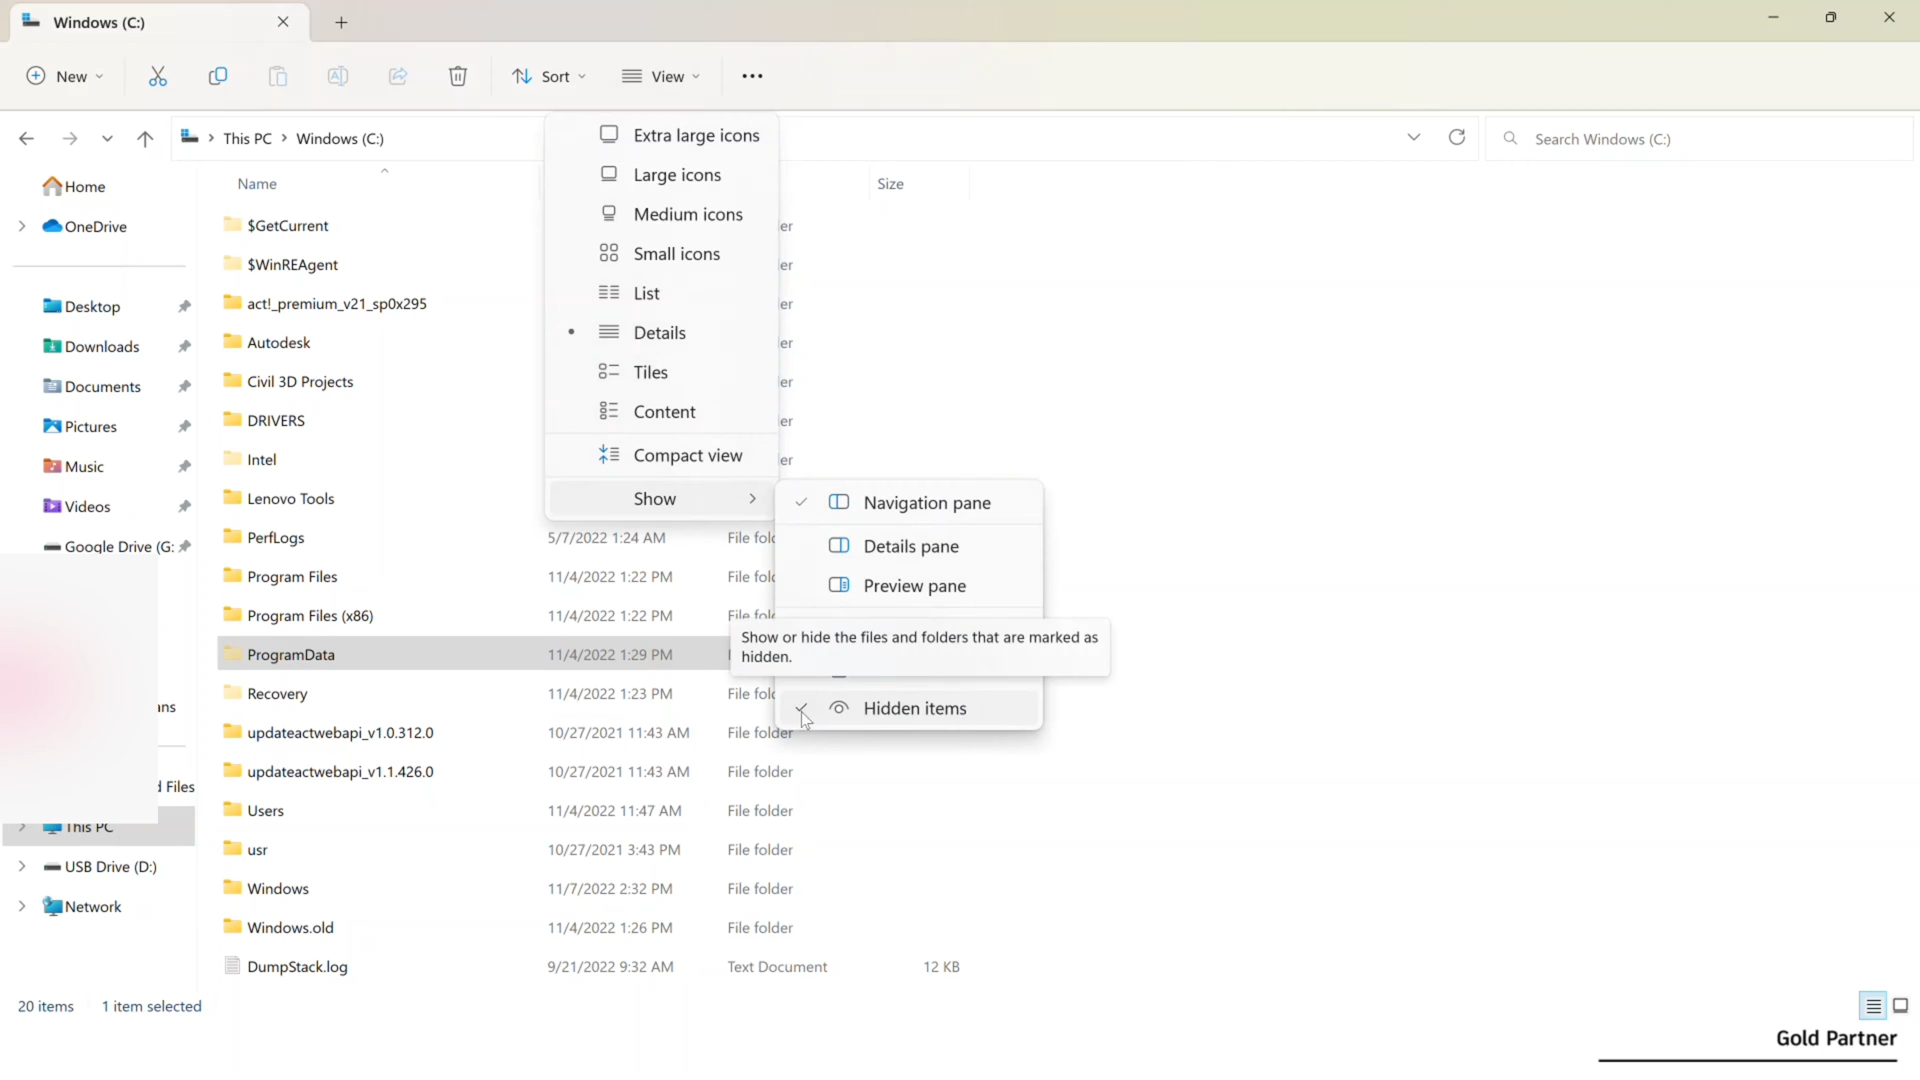 Windows (C:)
New
Sort
View
This PC > Windows (C:)
Search Windows (C:)
Home
OneDrive
Desktop
Downloads
Documents
Pictures
Music
Videos
Google Drive (G:
ans
d Files
This PC
USB Drive (D:)
Network
Name
Size
$GetCurrent
er
$WinREAgent
er
act!_premium_v21_sp0x295
er
Autodesk
er
Civil 3D Projects
er
DRIVERS
er
Intel
er
Lenovo Tools
PerfLogs 5/7/2022 1:24 AM File fold
Program Files 11/4/2022 1:22 PM File fold
Program Files (x86) 11/4/2022 1:22 PM File fold
ProgramData 11/4/2022 1:29 PM
Recovery 11/4/2022 1:23 PM File fold
updateactwebapi_v1.0.312.0 10/27/2021 11:43 AM File folder
updateactwebapi_v1.1.426.0 10/27/2021 11:43 AM File folder
Users 11/4/2022 11:47 AM File folder
usr 10/27/2021 3:43 PM File folder
Windows 11/7/2022 2:32 PM File folder
Windows.old 11/4/2022 1:26 PM File folder
DumpStack.log 9/21/2022 9:32 AM Text Document 12 KB
Extra large icons
Large icons
Medium icons
Small icons
List
Details
Tiles
Content
Compact view
Show
Navigation pane
Details pane
Preview pane
Show or hide the files and folders that are marked as
hidden.
Hidden items
20 items 1 item selected
Gold Partner